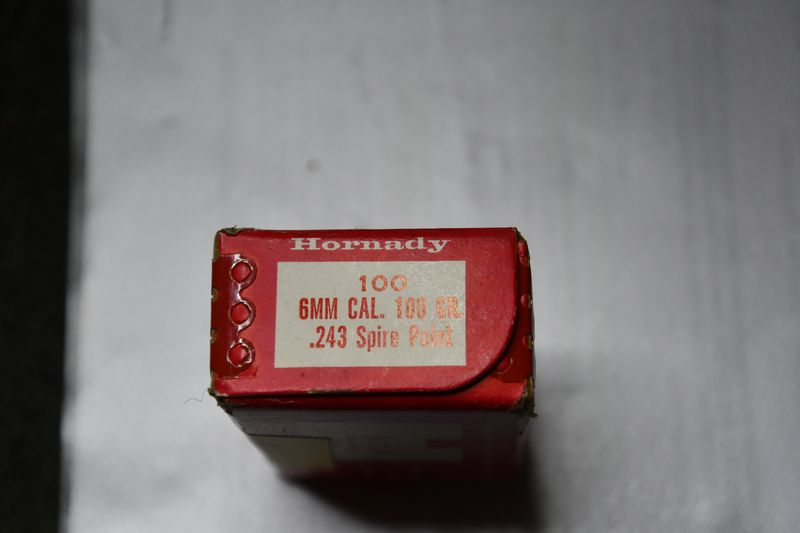 Hornady
100
6MM CAL. 100 GR.
.243 Spire Point